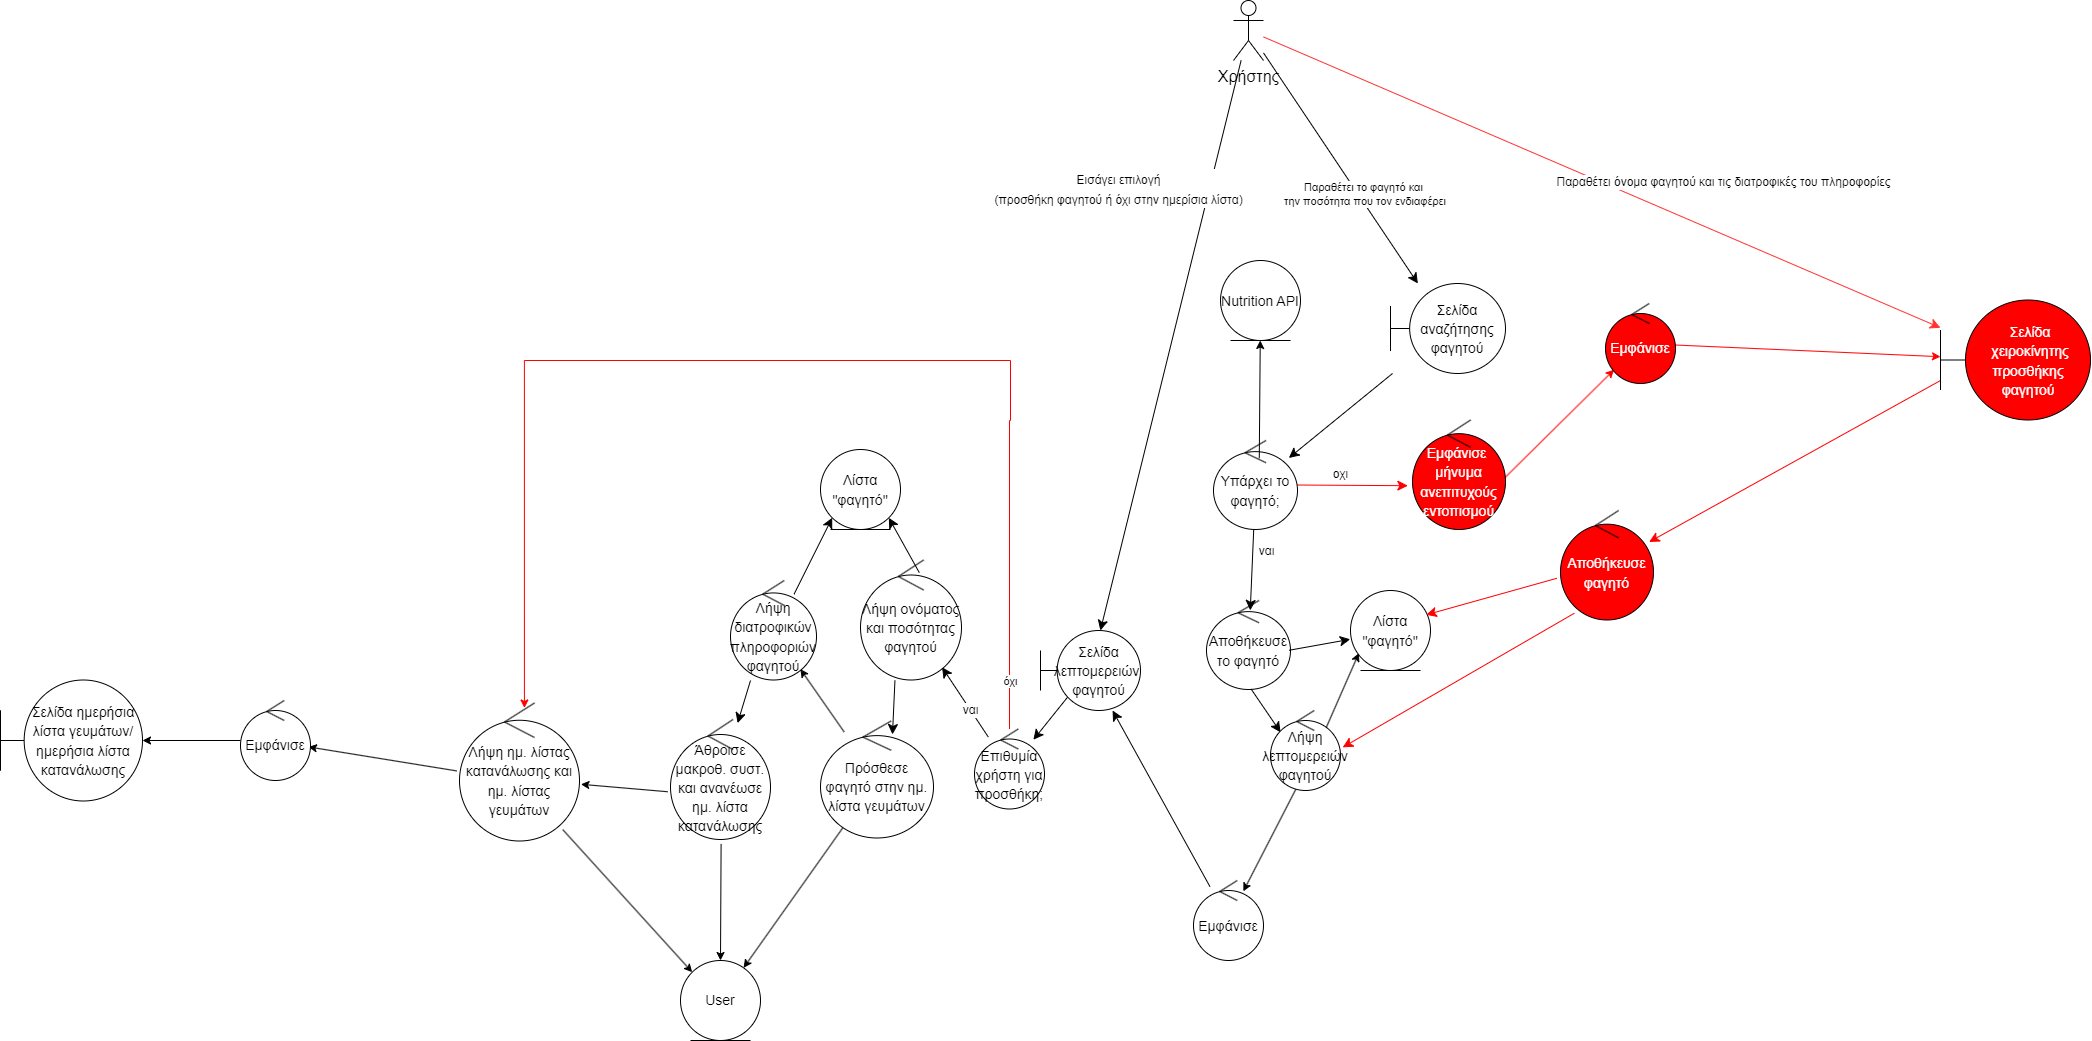 Χρήστης
Εισάγει επιλογή
(προσθήκη φαγητού ή όχι στην ημερίσια λίστα)
Παραθέτει το φαγητό και
την ποσότητα που τον ενδιαφέρει
Παραθέτει όνομα φαγητού και τις διατροφικές του πληροφορίες
Nutrition API
Σελίδα
αναζήτησης
φαγητού
Εμφάνισε
Σελίδα
χειροκίνητης
προσθήκης
φαγητού
Υπάρχει το
φαγητό;
οχι
Εμφάνισε
μήνυμα
ανεπιτυχούς
εντοπισμού
ναι
Αποθήκευσε
φαγητό
Λίστα
"φαγητό"
Λήψη
διατροφικών
πληροφοριών
φαγητού
Λήψη ονόματος
και ποσότητας
φαγητού
Σελίδα
λεπτομερειών
φαγητού
Αποθήκευσε
το φαγητό
Λίστα
"φαγητό"
όχι
ναι
Σελίδα ημερήσια
λίστα γευμάτων/
ημερήσια λίστα
κατανάλωσης
Εμφάνισε
Λήψη ημ. λίστας
κατανάλωσης και
ημ. λίστας
γευμάτων
Άθροισε
μακροθ. συστ.
και ανανέωσε
ημ. λίστα
κατανάλωσης
Πρόσθεσε
φαγητό στην ημ.
λίστα γευμάτων
Επιθυμία
χρήστη για
προσθήκη;
Λήψη
λεπτομερειών
φαγητού
Εμφάνισε
User